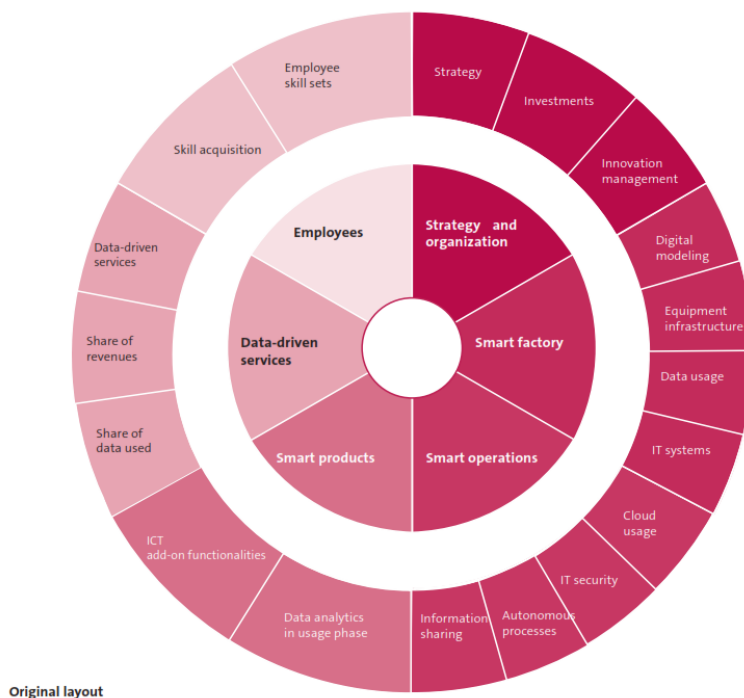 Employee
skill sets
Strategy
Investments
Skill acquisition
Innovation
management
Employees
Strategy and
organization
Data-driven
services
Digital
modeling
Share of
revenues
Equipment
infrastructure
Data-driven
services
Smart factory
Data usage
Share of
data used
IT systems
Smart products
Smart operations
Cloud
usage
ICT
add-on functionalities
IT security
Data analytics
in usage phase
Information
sharing
Autonomous
processes
Original layout